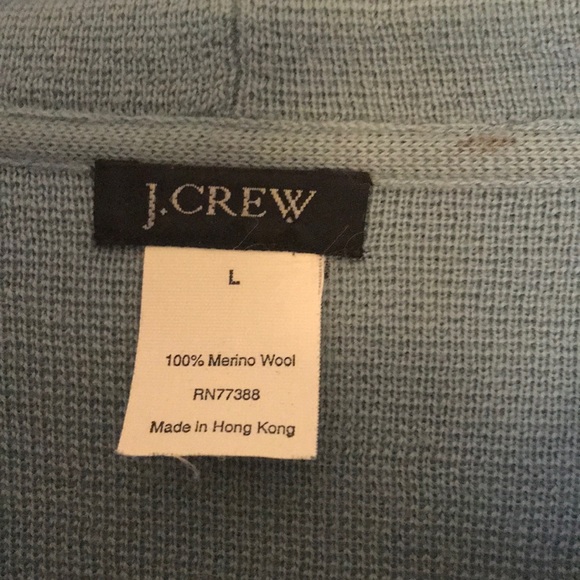 J.CREW
L
100% Merino Wool
RN77388
Made in Hong Kong